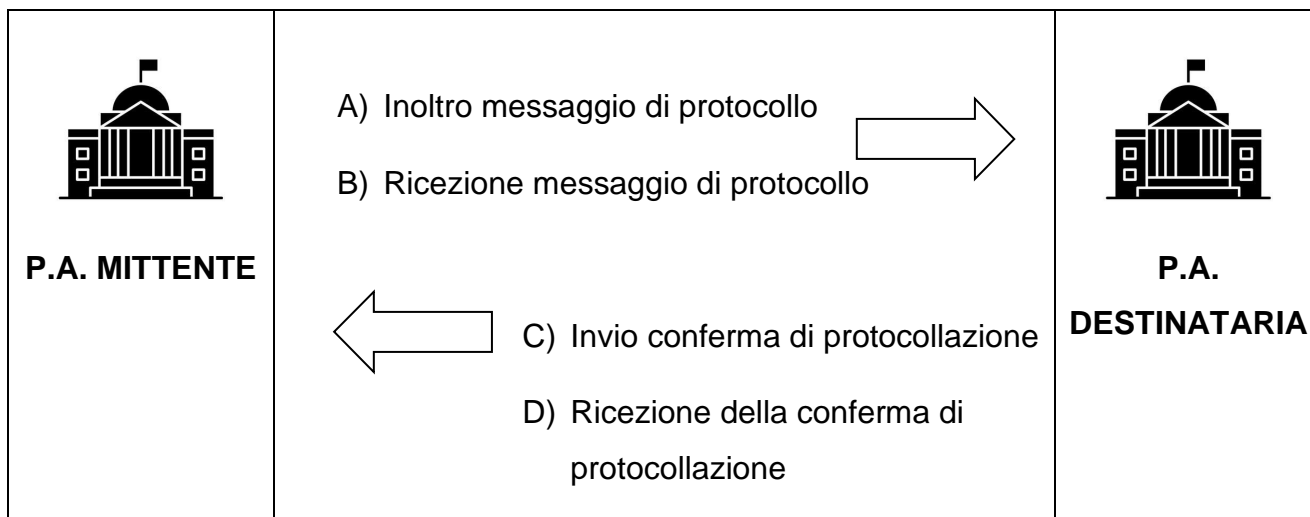 A) Inoltro messaggio di protocollo
B) Ricezione messaggio di protocollo
P.A. MITTENTE
P.A.
DESTINATARIA
C) Invio conferma di protocollazione
D) Ricezione della conferma di
protocollazione